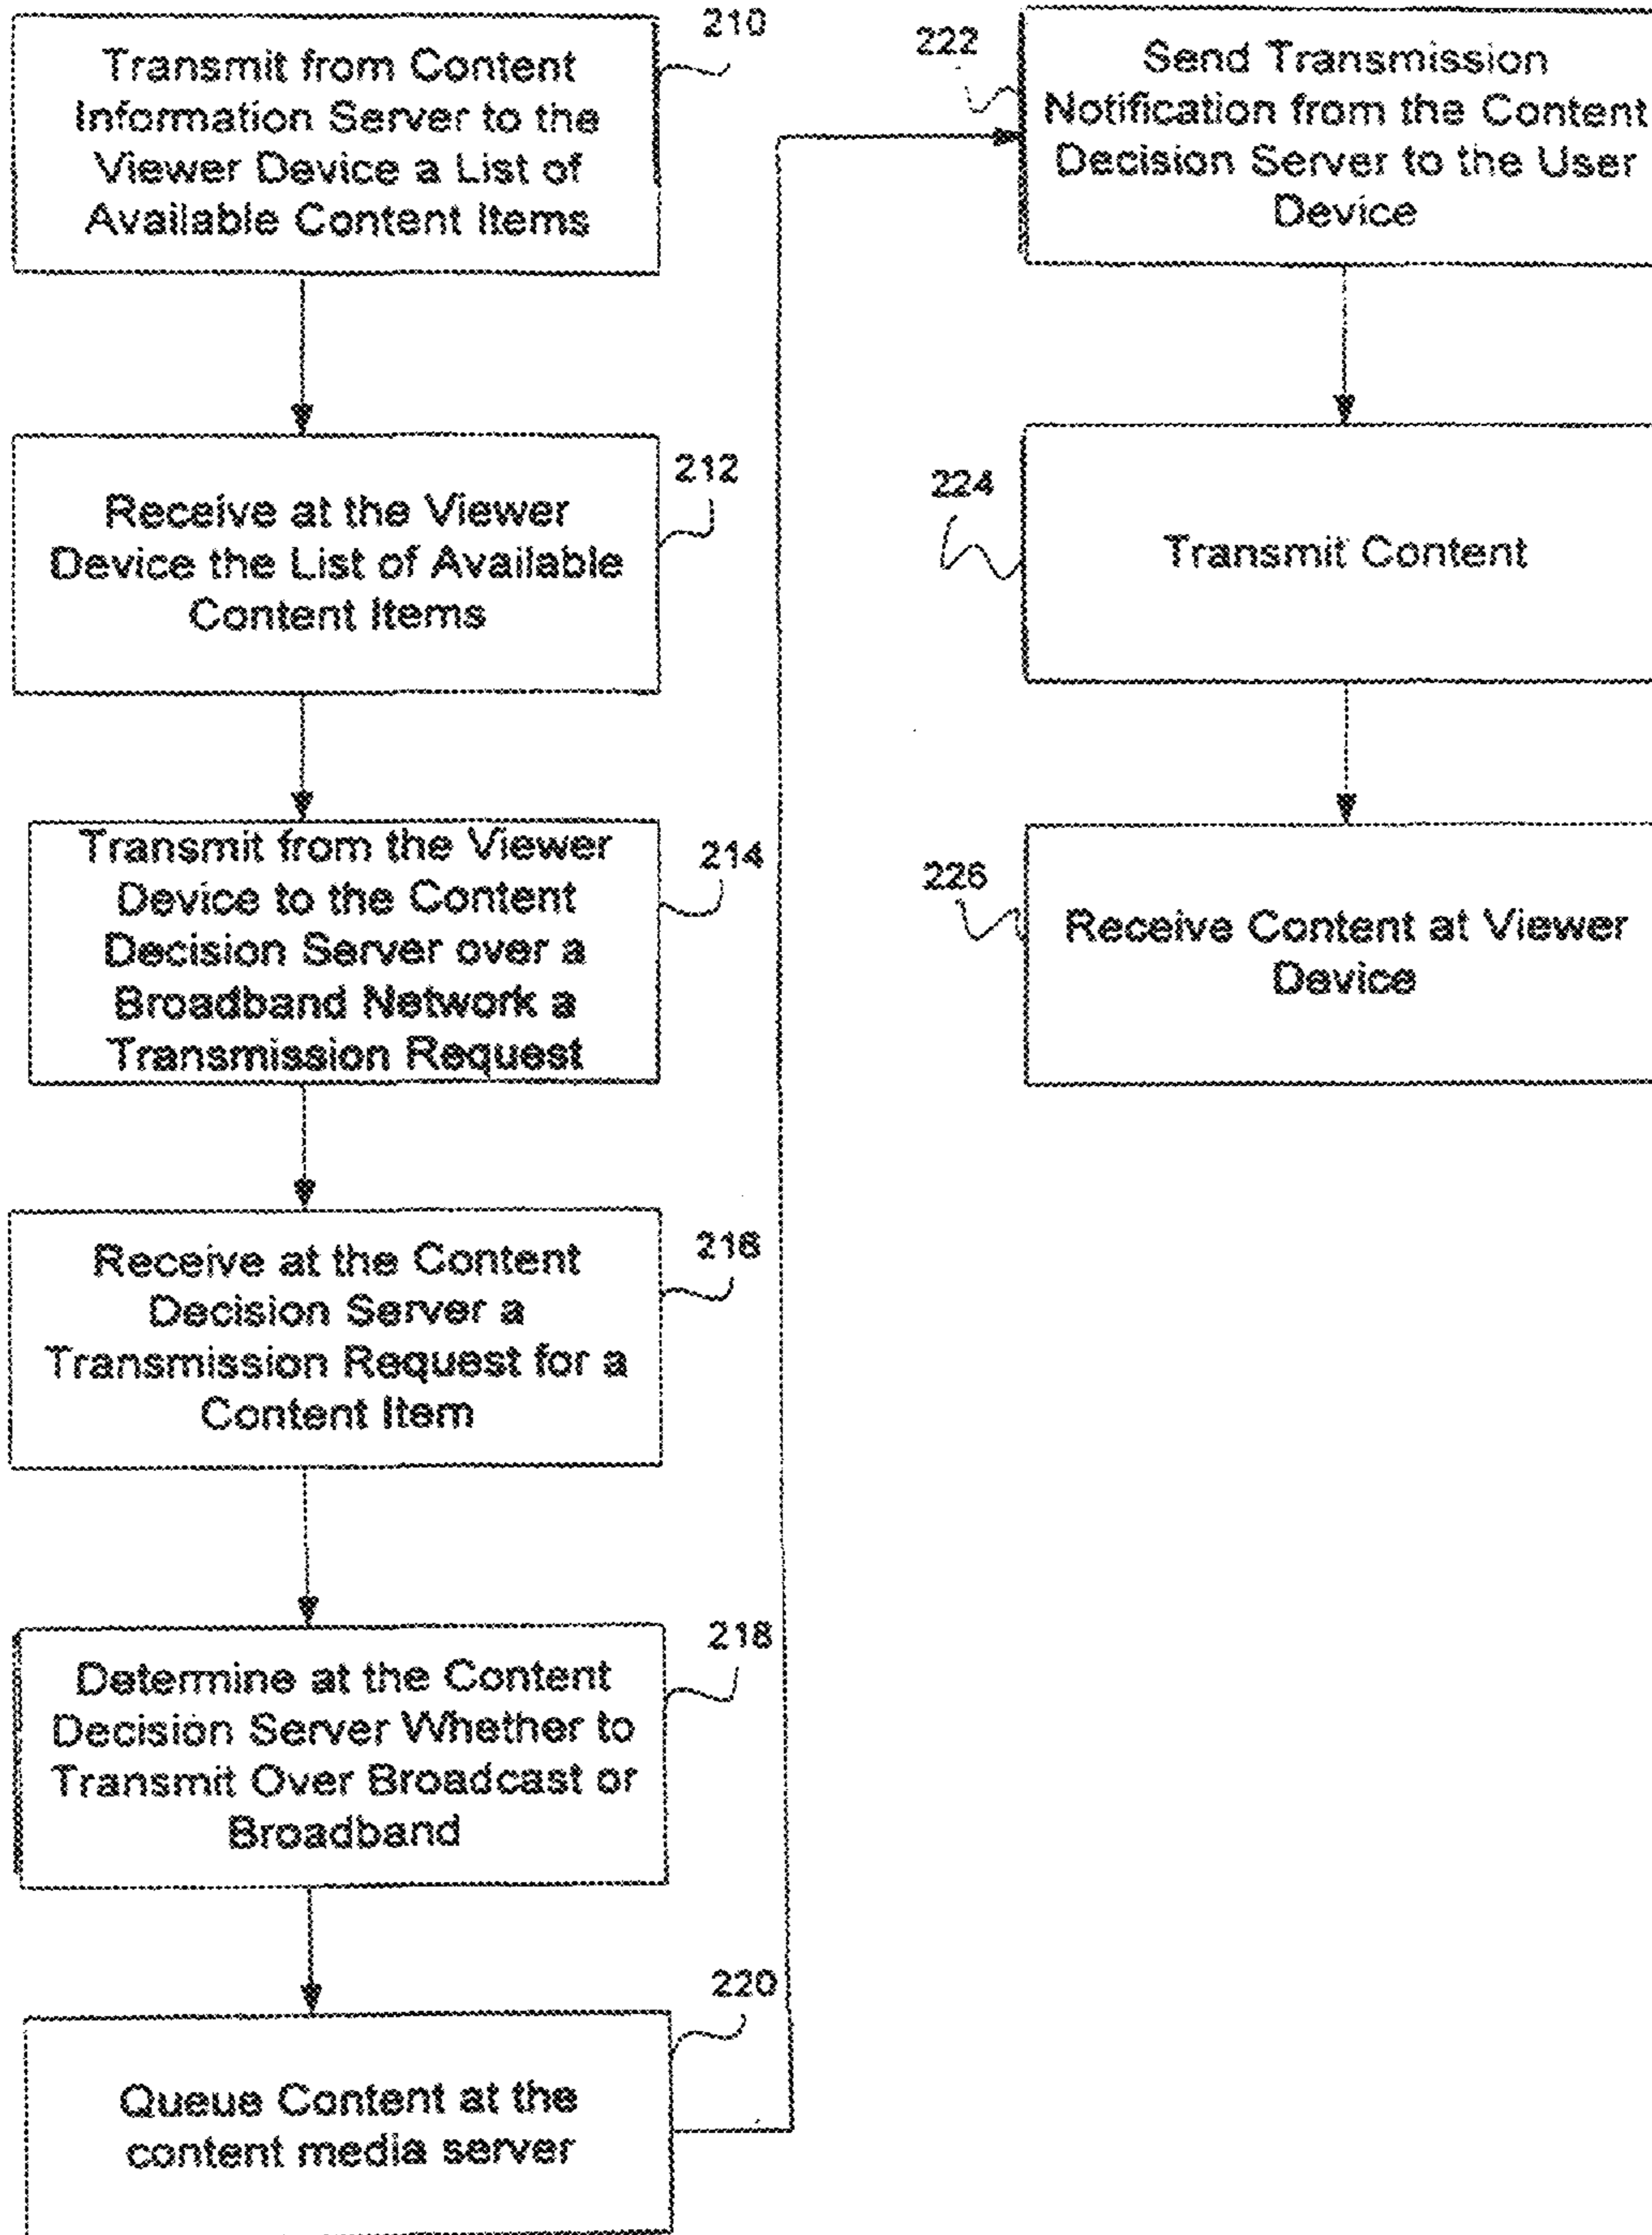 210
Transmit from Content
Information Server to the
Viewer Device a List of
Available Content Items
212
Receive at the Viewer
Device the List of Available
Content Items
214
Transmit from the Viewer
Device to the Content
Decision Server over a
Broadband Network a
Transmission Request
216
Receive at the Content
Decision Server a
Transmission Request for a
Content Item
218
Determine at the Content
Decision Server Whether to
Transmit Over Broadcast or
Broadband
220
Queue Content at the
content media server
222
Send Transmission
Notification from the Content
Decision Server to the User
Device
224
Transmit Content
226
Receive Content at Viewer
Device